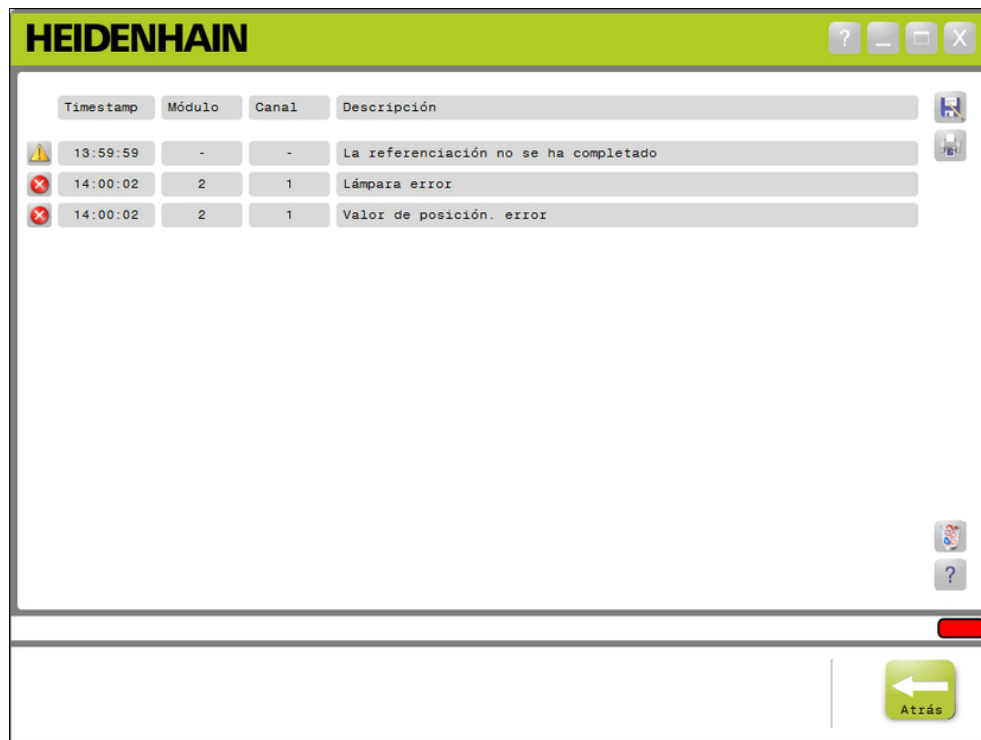 HEIDENHAIN
? X
Timestamp Módulo Canal Descripción
13:59:59 - - La referenciación no se ha completado
14:00:02 2 1 Lámpara error
14:00:02 2 1 Valor de posición. error
?
Atrás